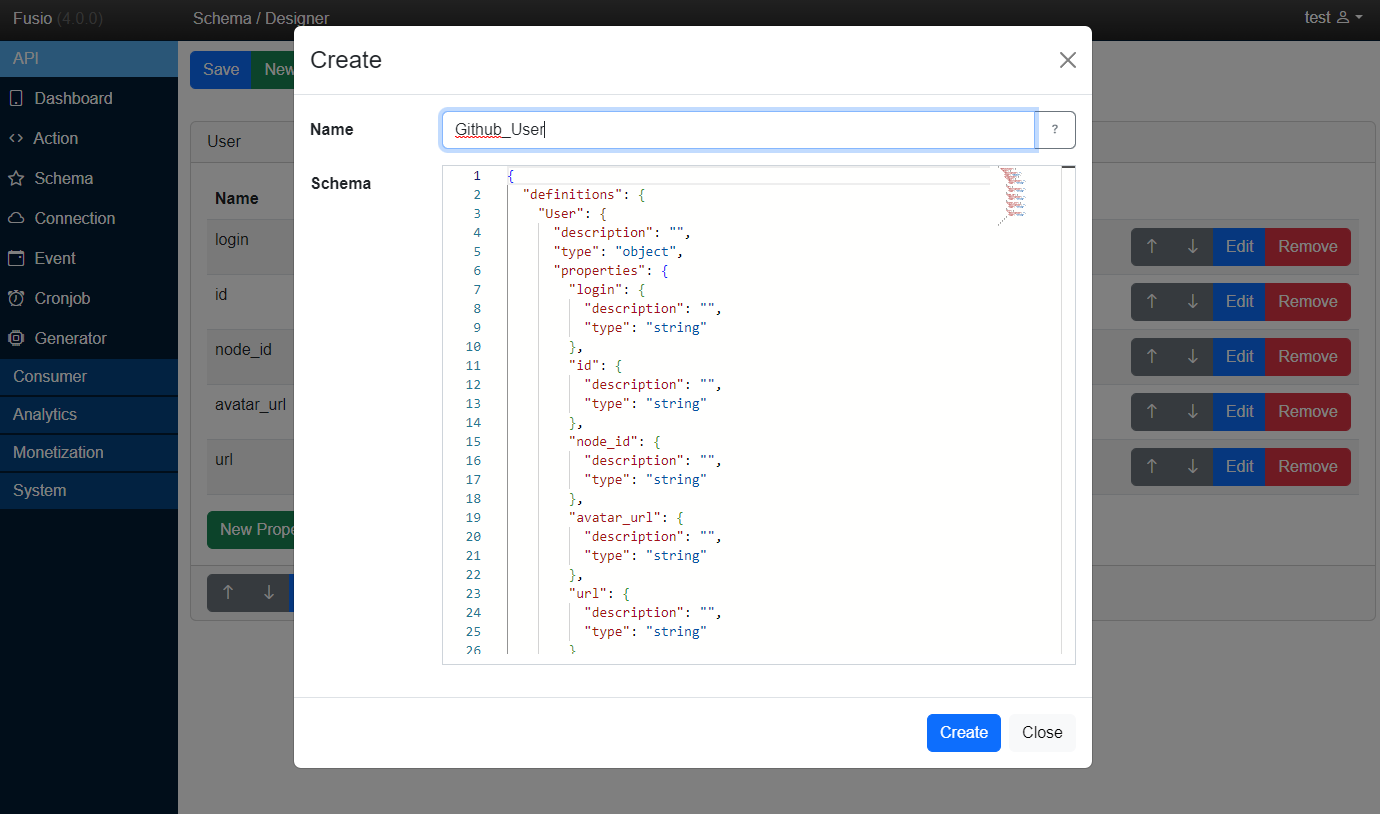 Fusio (4.0.0)
Schema / Designer
test
API
Dashboard
Action
Schema
Connection
Event
Cronjob
Generator
Consumer
Analytics
Monetization
System
Save
New
User
Name
login
Edit Remove
id
Edit Remove
node_id
Edit Remove
avatar_url
Edit Remove
url
Edit Remove
New
Create
Name
Github_User
?
Schema
1 {
2 "definitions": {
3 "User": {
4 "description": "",
5 "type": "object",
6 "properties": {
7 "login": {
8 "description": "",
9 "type": "string"
10 },
11 "id": {
12 "description": "",
13 "type": "string"
14 },
15 "node_id": {
16 "description": "",
17 "type": "string"
18 },
19 "avatar_url": {
20 "description": "",
21 "type": "string"
22 },
23 "url": {
24 "description": "",
25 "type": "string"
26 }
Create
Close